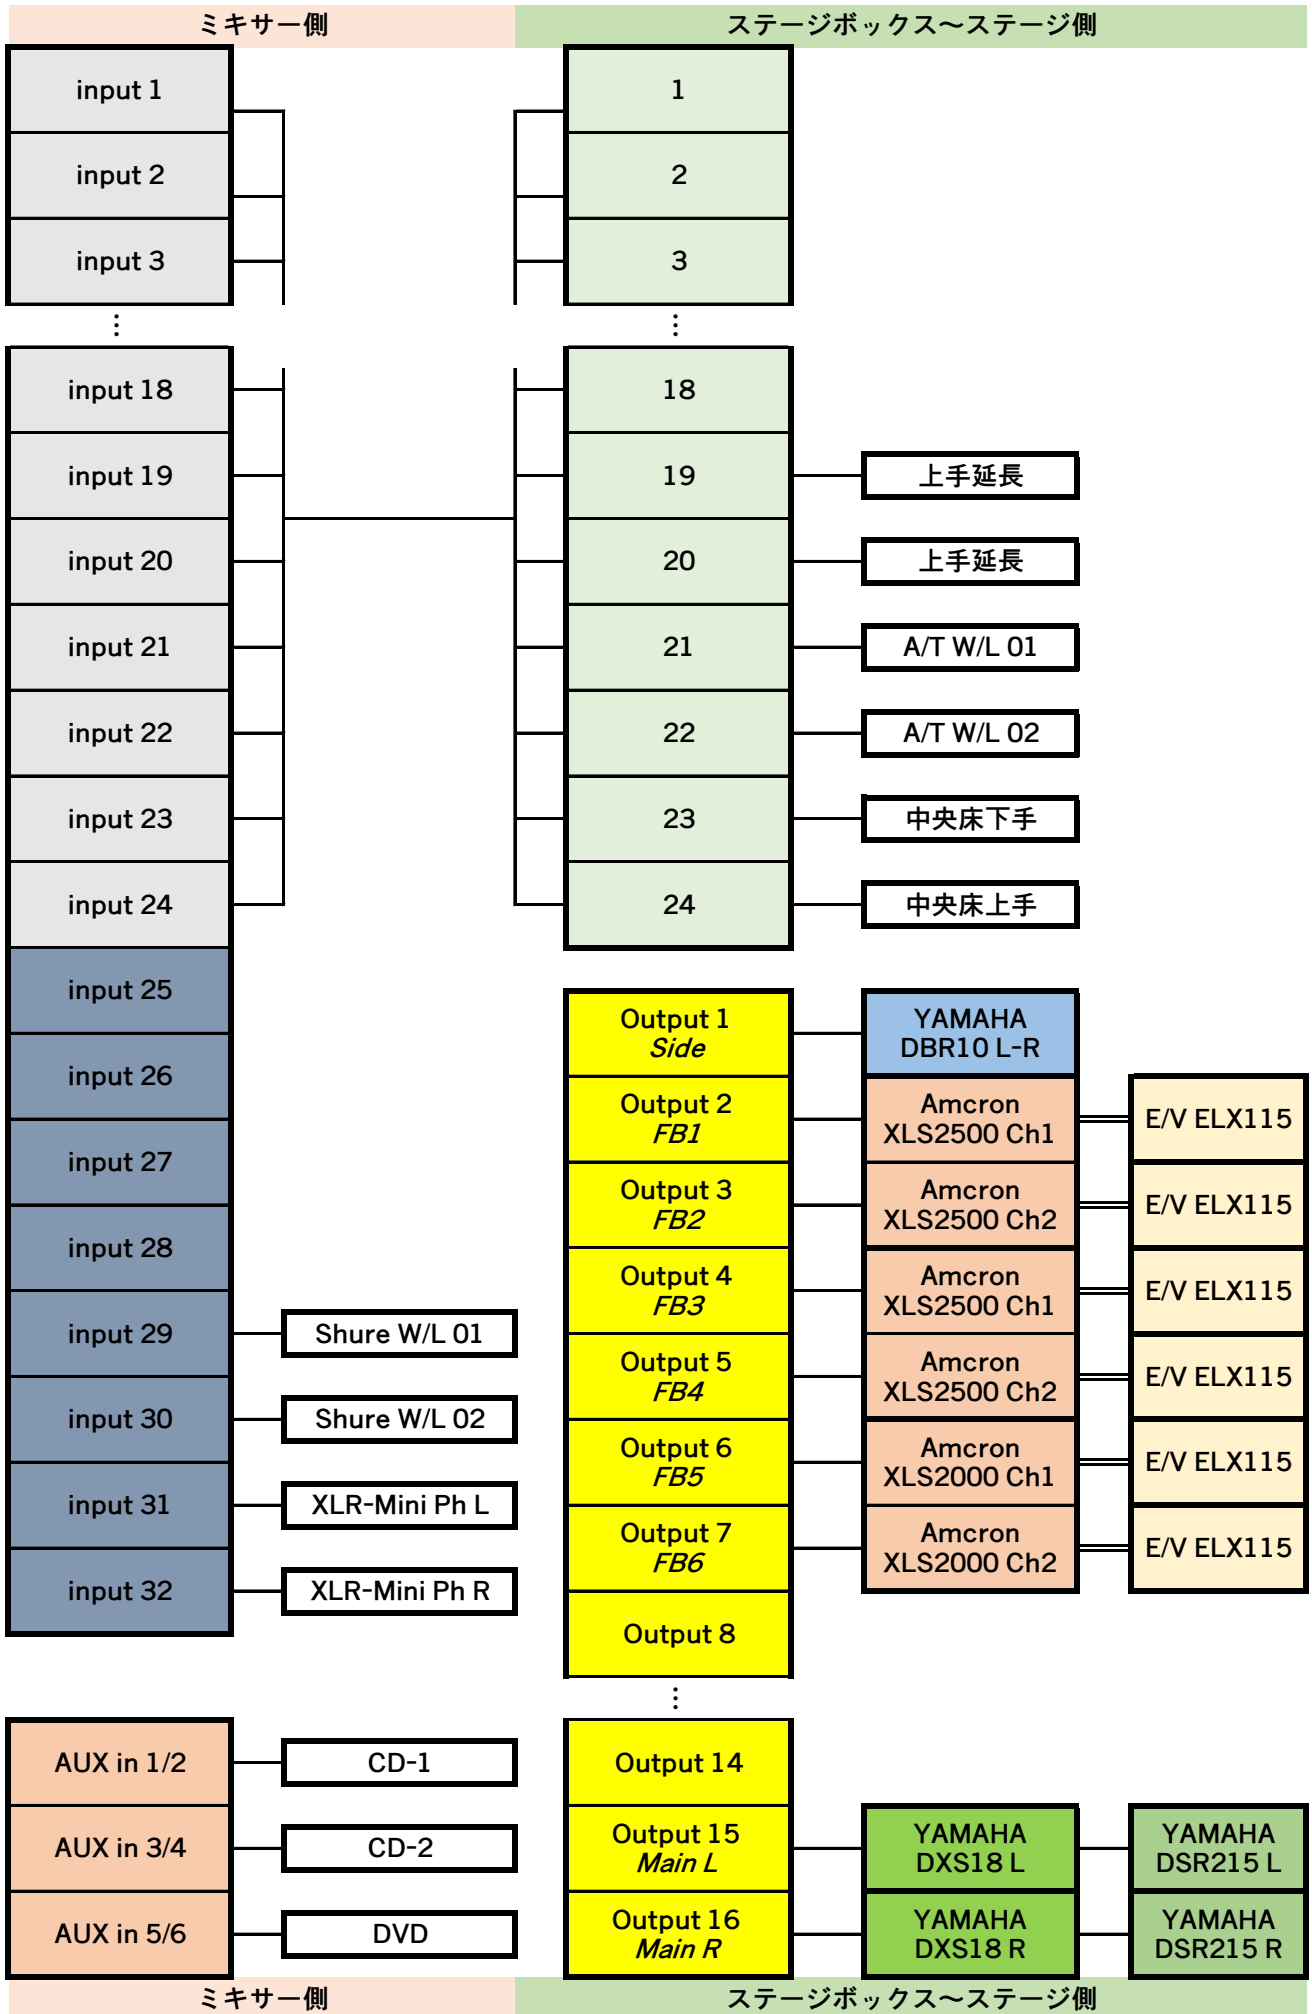 ミキサー側
ステージボックス～ステージ側
input 1
input 2
input 3
⋮
input 18
input 19
input 20
input 21
input 22
input 23
input 24
input 25
input 26
input 27
input 28
input 29
input 30
input 31
input 32
Shure W/L 01
Shure W/L 02
XLR-Mini Ph L
XLR-Mini Ph R
AUX in 1/2
AUX in 3/4
AUX in 5/6
CD-1
CD-2
DVD
1
2
3
⋮
18
19
20
21
22
23
24
上手延長
上手延長
A/T W/L 01
A/T W/L 02
中央床下手
中央床上手
Output 1
Side
YAMAHA
DBR10 L-R
Output 2
FB1
Amcron
XLS2500 Ch1
E/V ELX115
Output 3
FB2
Amcron
XLS2500 Ch2
E/V ELX115
Output 4
FB3
Amcron
XLS2500 Ch1
E/V ELX115
Output 5
FB4
Amcron
XLS2500 Ch2
E/V ELX115
Output 6
FB5
Amcron
XLS2000 Ch1
E/V ELX115
Output 7
FB6
Amcron
XLS2000 Ch2
E/V ELX115
Output 8
⋮
Output 14
Output 15
Main L
YAMAHA
DXS18 L
YAMAHA
DSR215 L
Output 16
Main R
YAMAHA
DXS18 R
YAMAHA
DSR215 R
ミキサー側
ステージボックス～ステージ側